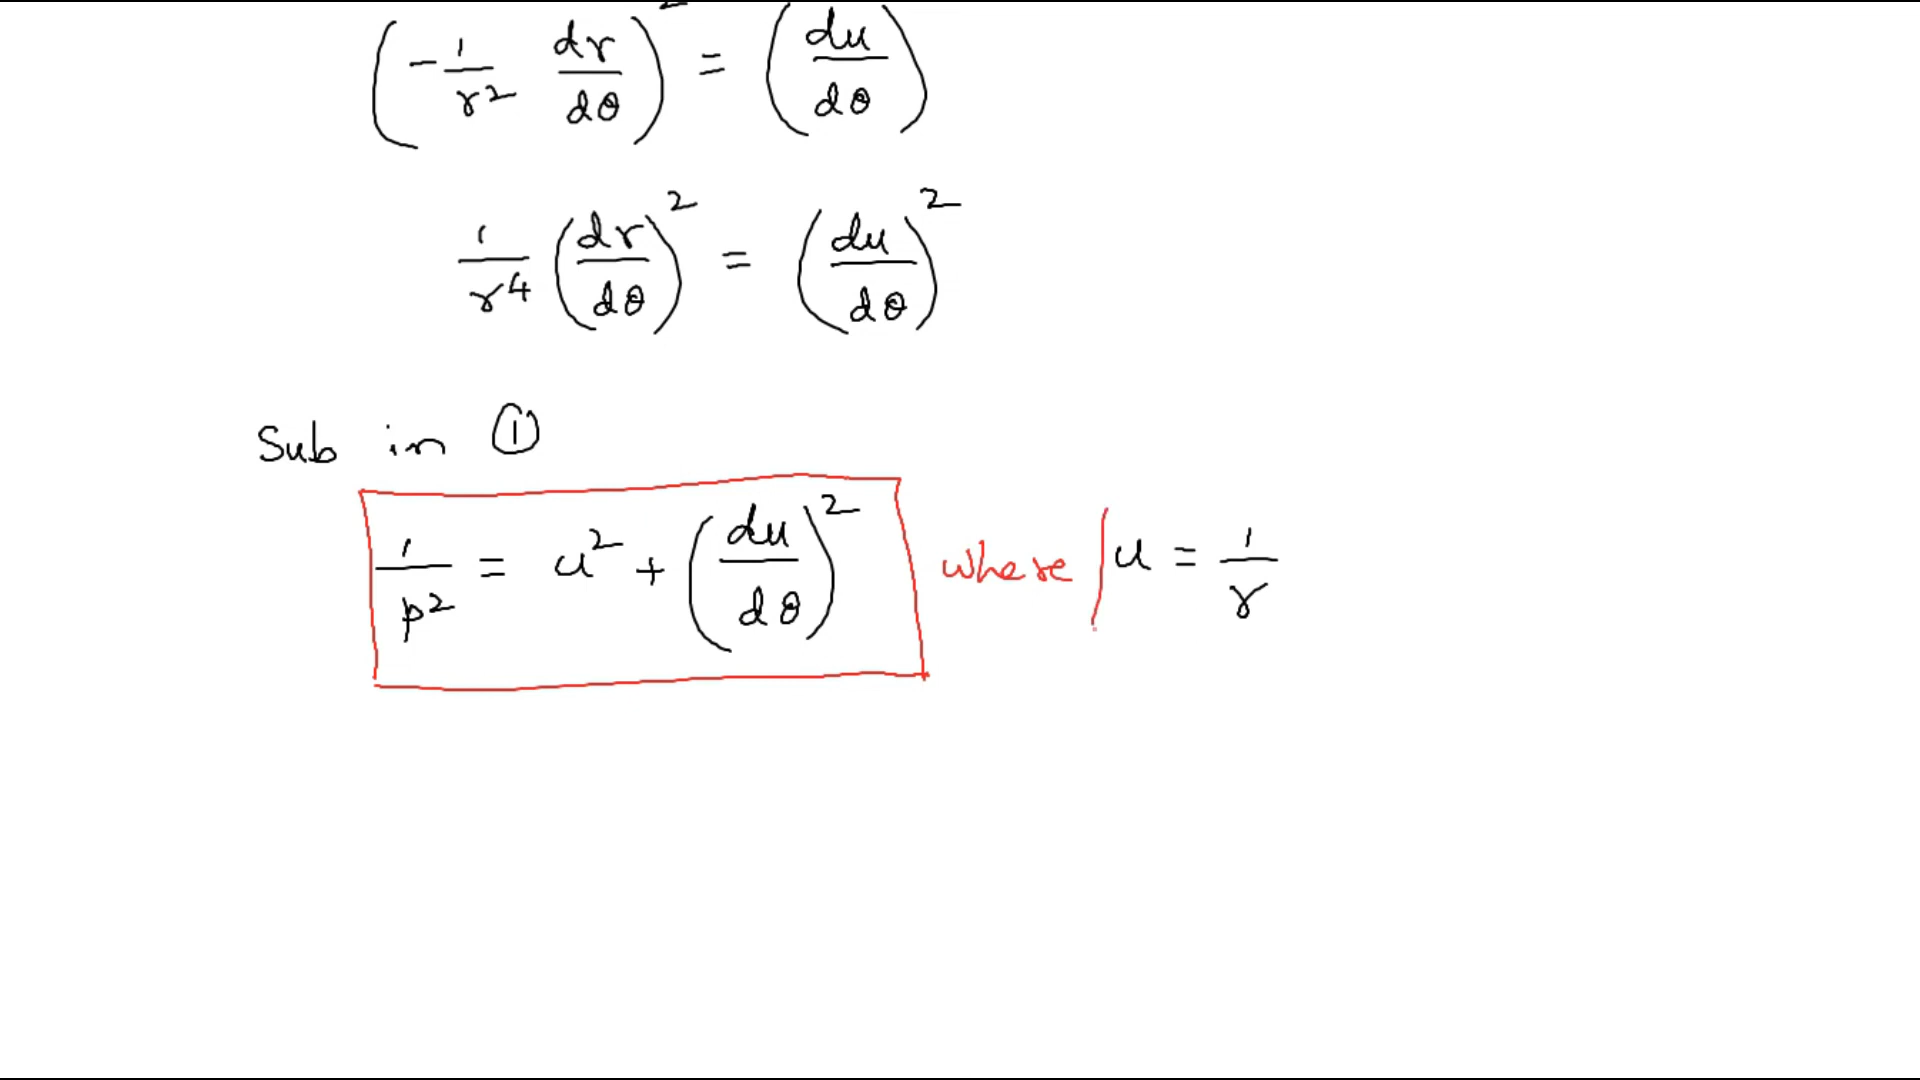 (-1/r² dr/dθ)² = (du/dθ)
1/r⁴ (dr/dθ)² = (du/dθ)²
Sub in ①
1/p² = u² + (du/dθ)² where u = 1/r